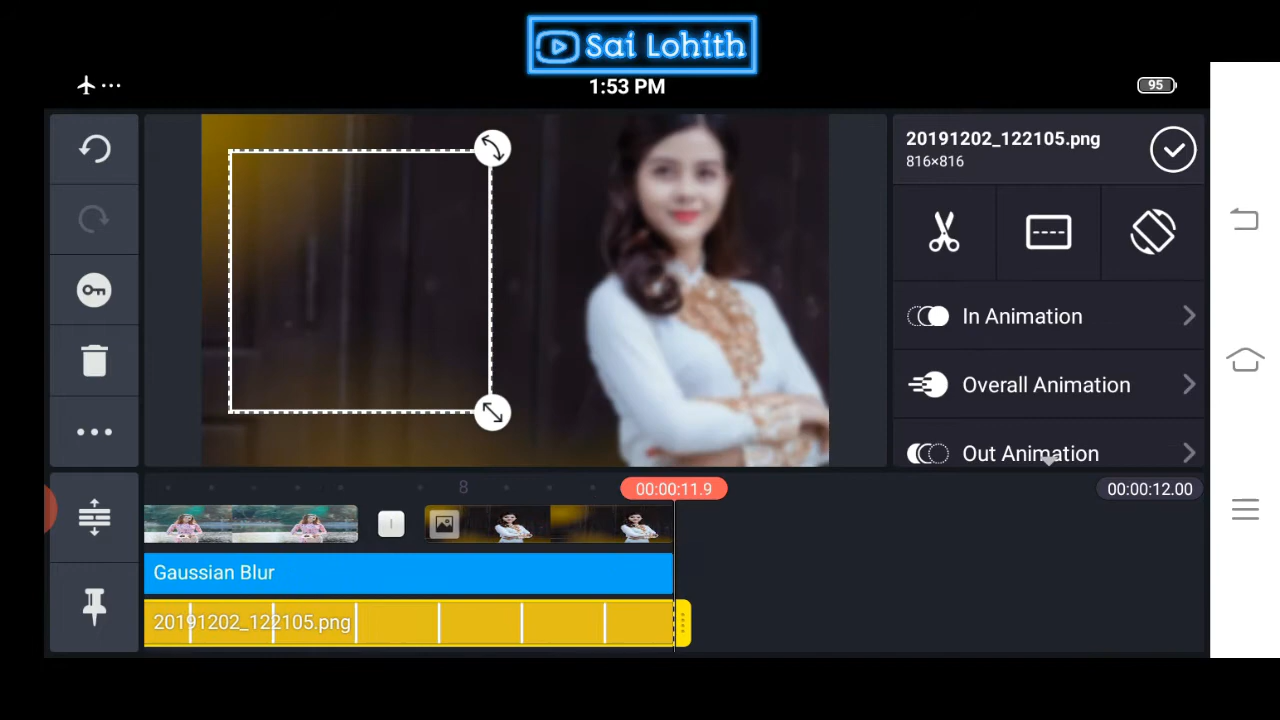 Sai Lohith
1:53 PM
95
20191202_122105.png
816×816
In Animation
Overall Animation
Out Animation
8
00:00:11.9
00:00:12.00
Gaussian Blur
20191202_122105.png